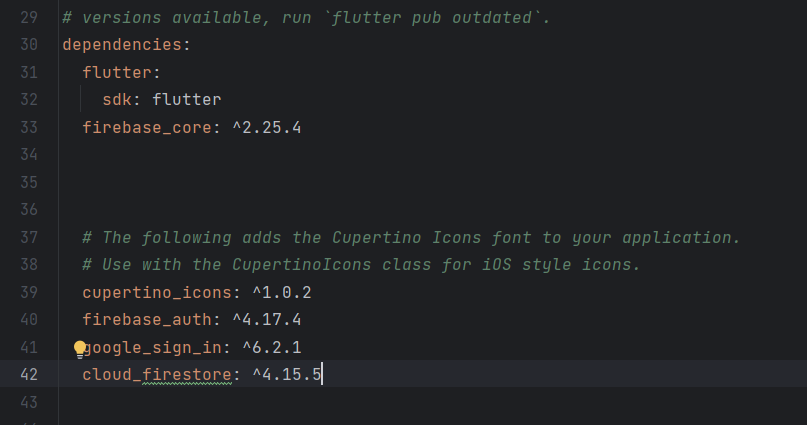 29 # versions available, run `flutter pub outdated`.
30 dependencies:
31 flutter:
32 sdk: flutter
33 firebase_core: ^2.25.4
34
35
36
37 # The following adds the Cupertino Icons font to your application.
38 # Use with the CupertinoIcons class for iOS style icons.
39 cupertino_icons: ^1.0.2
40 firebase_auth: ^4.17.4
41 google_sign_in: ^6.2.1
42 cloud_firestore: ^4.15.5
43